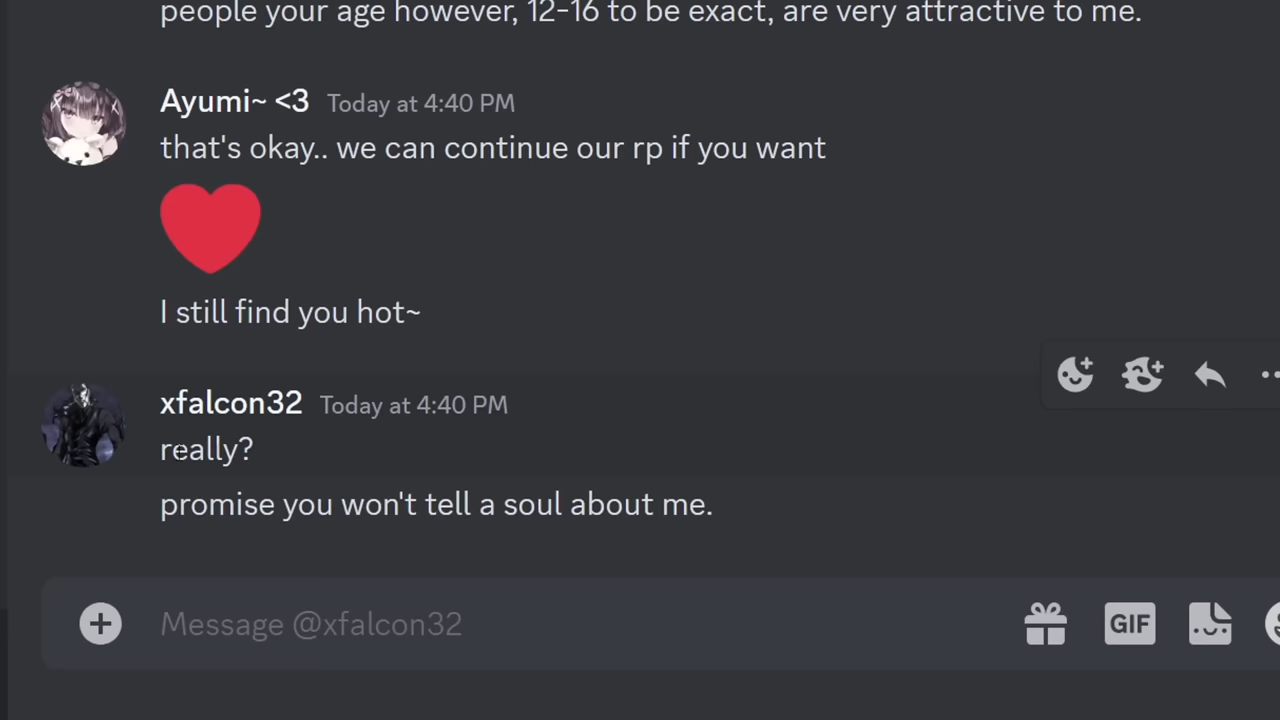 people your age however, 12-16 to be exact, are very attractive to me.
Ayumi~ <3 Today at 4:40 PM
that's okay.. we can continue our rp if you want
I still find you hot~
xfalcon32 Today at 4:40 PM
really?
promise you won't tell a soul about me.
Message @xfalcon32
GIF